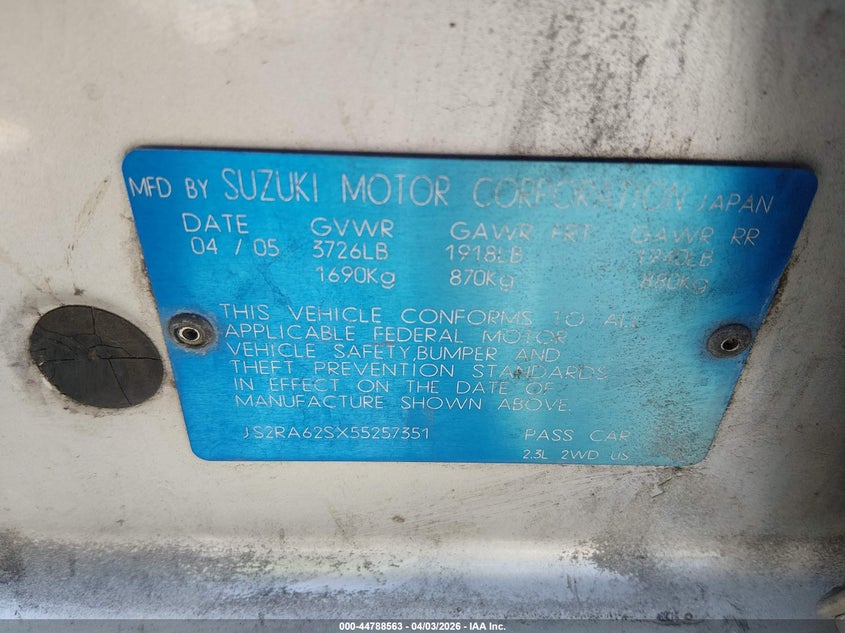 MFD BY SUZUKI MOTOR CORPORATION JAPAN
DATE GVWR GAWR FRT GAWR RR
04 / 05 3726LB 1918LB 1940LB
1690Kg 870Kg 880Kg
THIS VEHICLE CONFORMS TO ALL
APPLICABLE FEDERAL MOTOR
VEHICLE SAFETY,BUMPER AND
THEFT PREVENTION STANDARDS
IN EFFECT ON THE DATE OF
MANUFACTURE SHOWN ABOVE.
JS2RA62SX55257351 PASS CAR
2.3L 2WD US
000-44788563 - 04/03/2026 - IAA Inc.